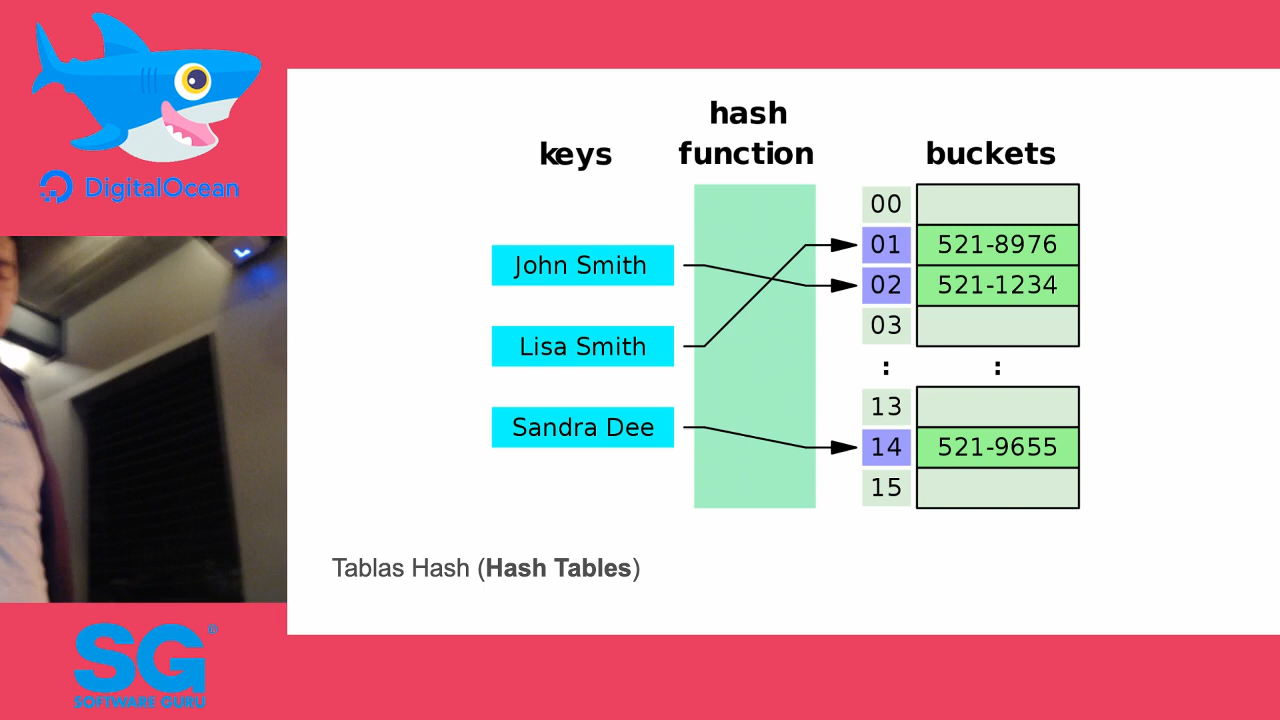 DigitalOcean
keys
hash
function
buckets
John Smith
Lisa Smith
Sandra Dee
00
01 521-8976
02 521-1234
03
: :
13
14 521-9655
15
Tablas Hash (Hash Tables)
SG®
SOFTWARE GURU